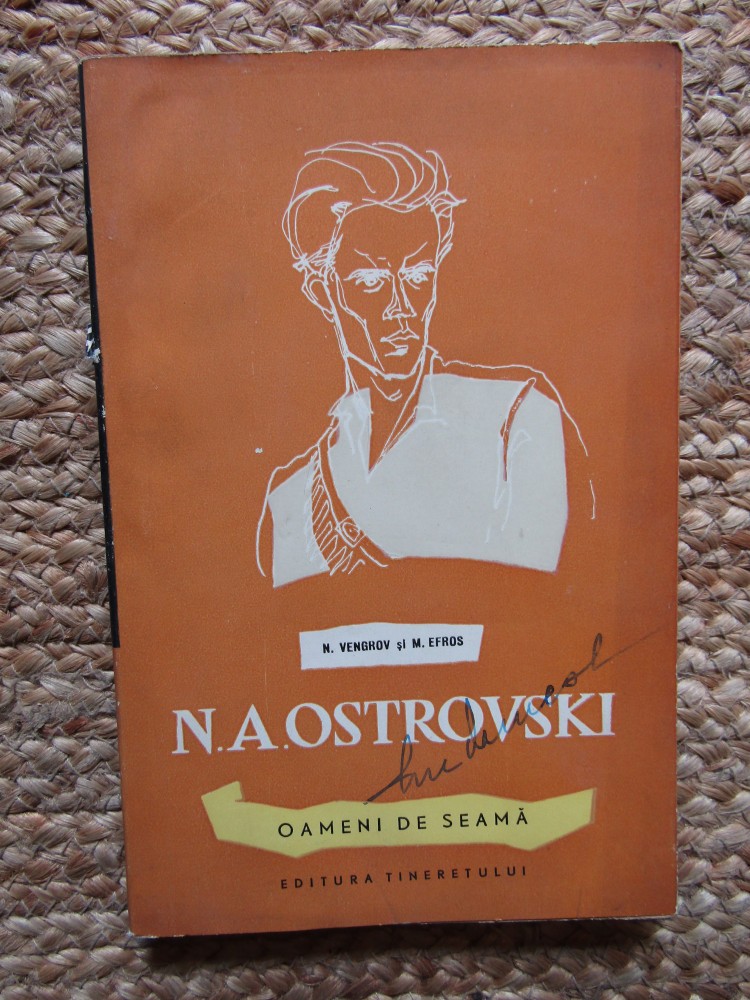 N. VENGROV şi M. EFROS
N.A.OSTROVSKI
OAMENI DE SEAMĂ
EDITURA TINERETULUI